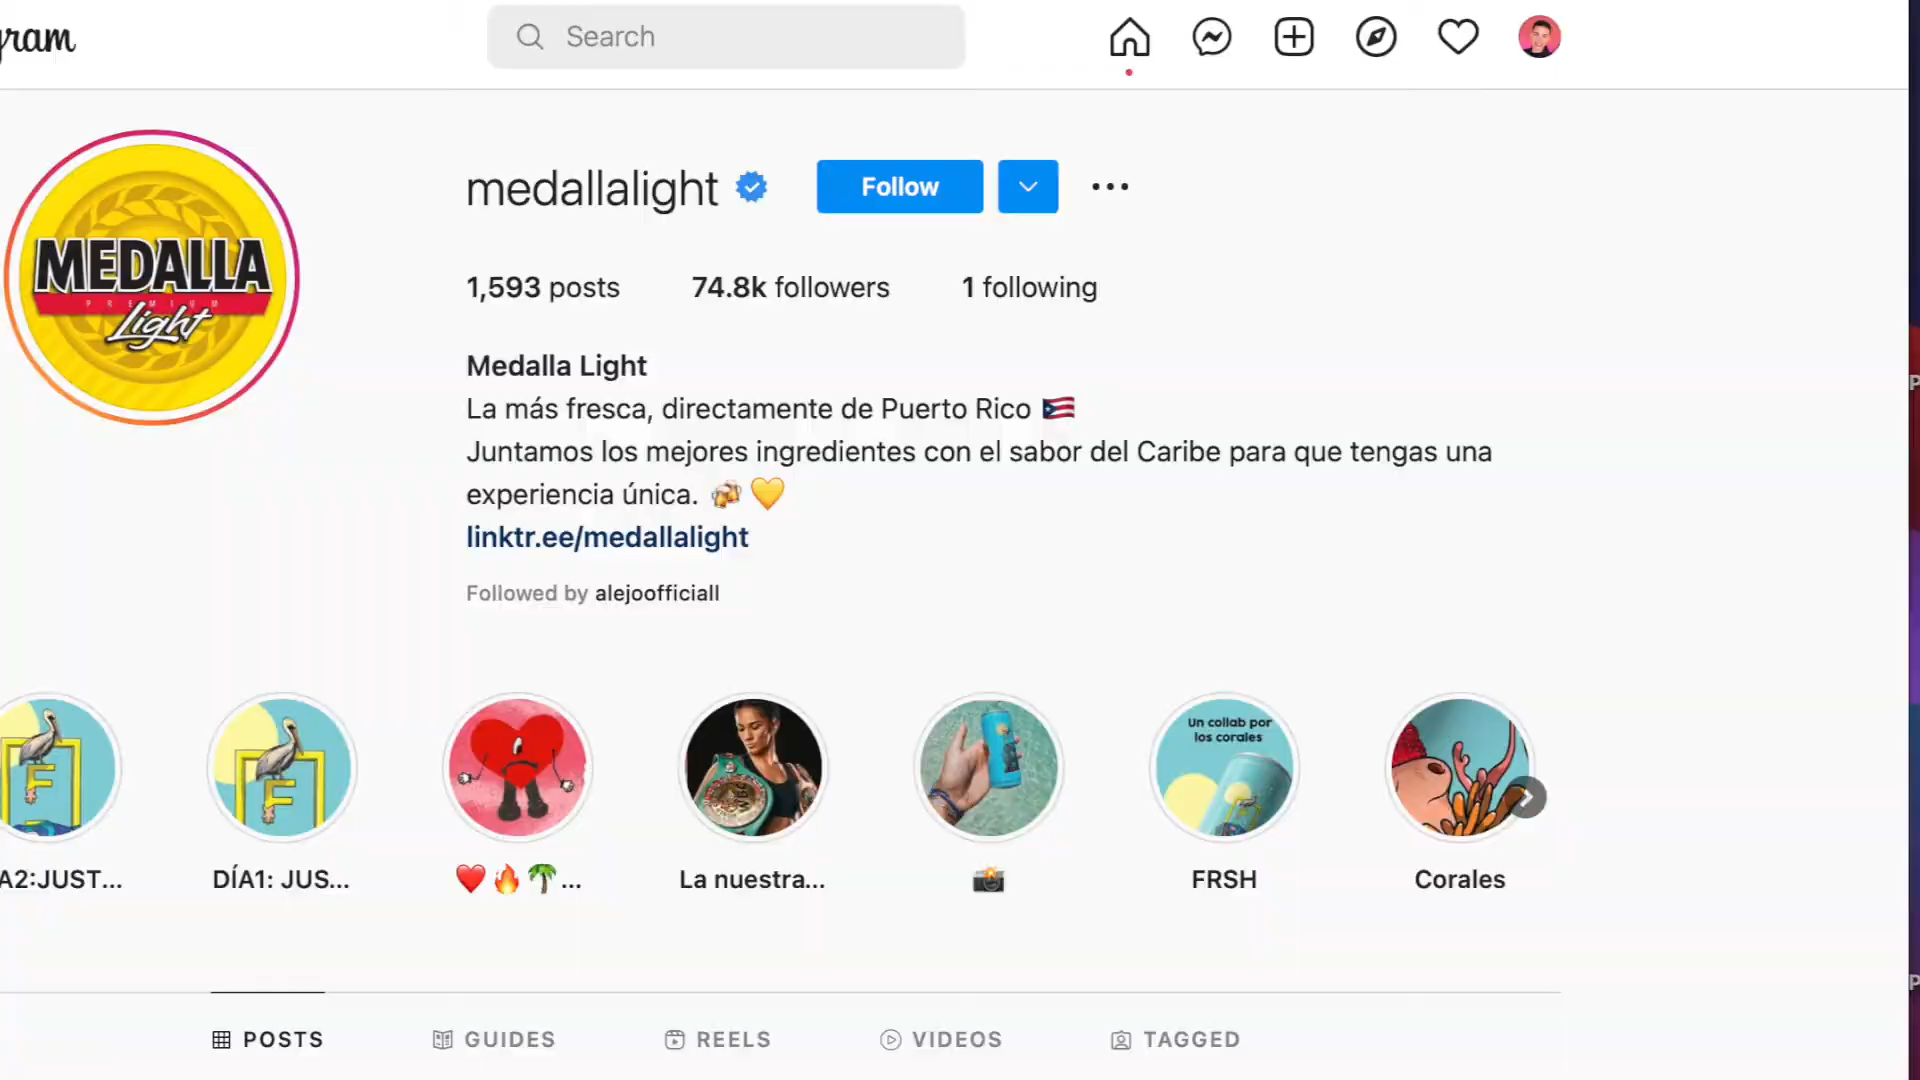 gram
Search
MEDALLA
PREMIUM
Light
medallalight
Follow
1,593 posts 74.8k followers 1 following
Medalla Light
La más fresca, directamente de Puerto Rico 🇵🇷
Juntamos los mejores ingredientes con el sabor del Caribe para que tengas una
experiencia única. 🍻 💛
linktr.ee/medallalight
Followed by alejoofficiall
F
F
WBC
Un collab por
los corales
A2:JUST...
DÍA1: JUS...
❤️🔥🌴...
La nuestra...
📸
FRSH
Corales
POSTS
GUIDES
REELS
VIDEOS
TAGGED
P
P